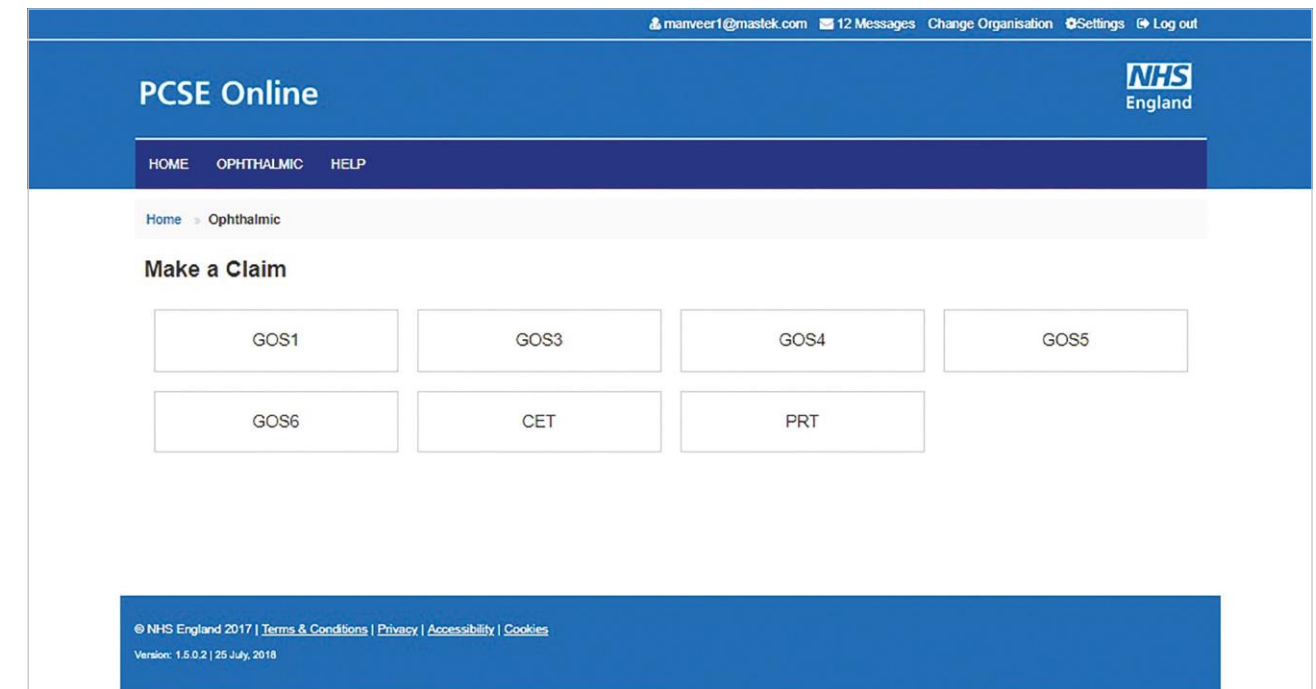 manveer1@mastek.com 12 Messages Change Organisation Settings Log out
PCSE Online
NHS
England
HOME OPHTHALMIC HELP
Home » Ophthalmic
Make a Claim
GOS1 GOS3 GOS4 GOS5
GOS6 CET PRT
© NHS England 2017 | Terms & Conditions | Privacy | Accessibility | Cookies
Version: 1.5.0.2 | 25 July, 2018